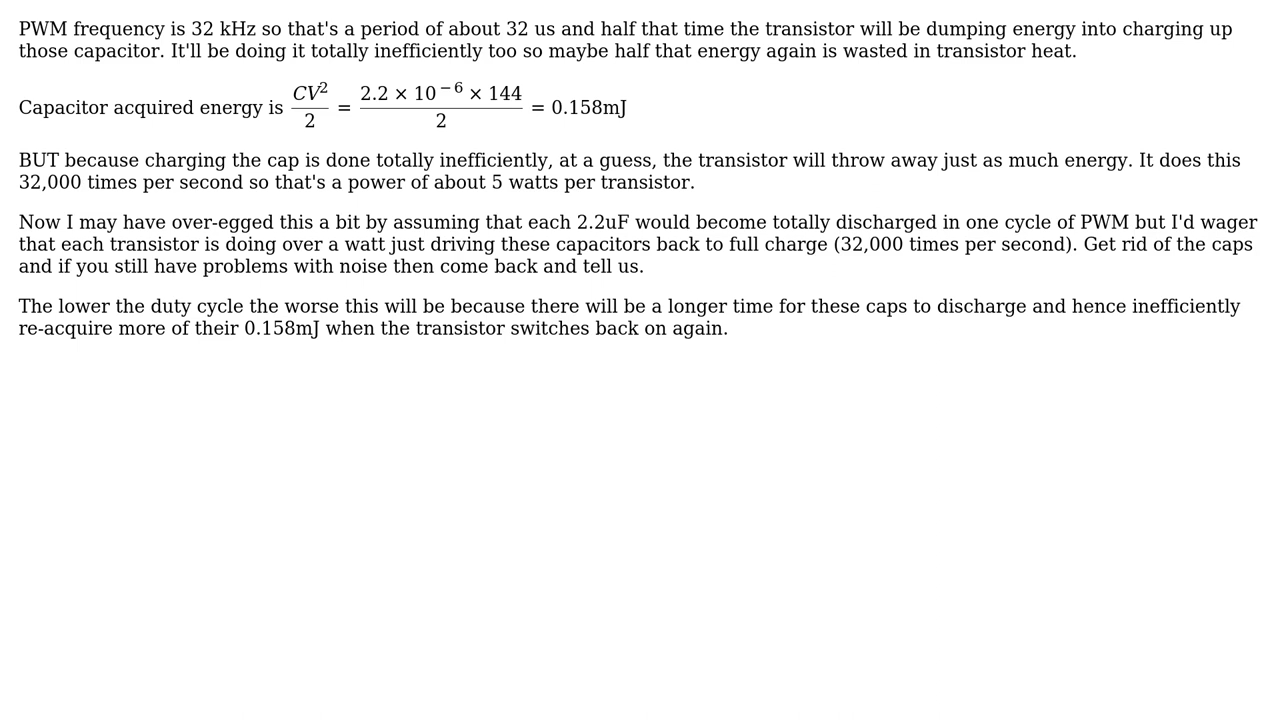 PWM frequency is 32 kHz so that's a period of about 32 us and half that time the transistor will be dumping energy into charging up
those capacitor. It'll be doing it totally inefficiently too so maybe half that energy again is wasted in transistor heat.
Capacitor acquired energy is $\frac{CV^2}{2} = \frac{2.2 \times 10^{-6} \times 144}{2}$ = 0.158mJ
BUT because charging the cap is done totally inefficiently, at a guess, the transistor will throw away just as much energy. It does this
32,000 times per second so that's a power of about 5 watts per transistor.
Now I may have over-egged this a bit by assuming that each 2.2uF would become totally discharged in one cycle of PWM but I'd wager
that each transistor is doing over a watt just driving these capacitors back to full charge (32,000 times per second). Get rid of the caps
and if you still have problems with noise then come back and tell us.
The lower the duty cycle the worse this will be because there will be a longer time for these caps to discharge and hence inefficiently
re-acquire more of their 0.158mJ when the transistor switches back on again.